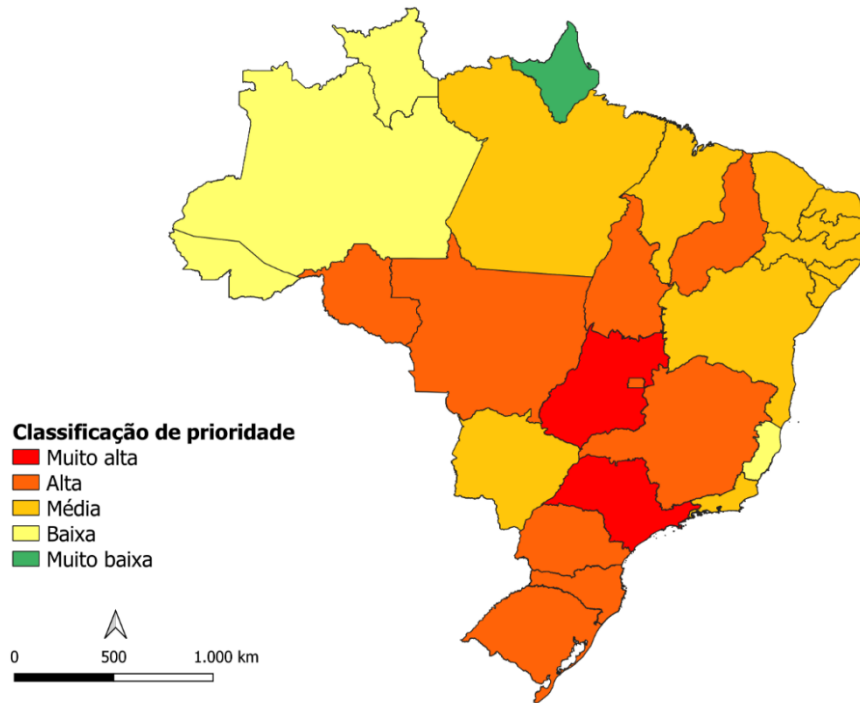 Classificação de prioridade
Muito alta
Alta
Média
Baixa
Muito baixa
0 500 1.000 km